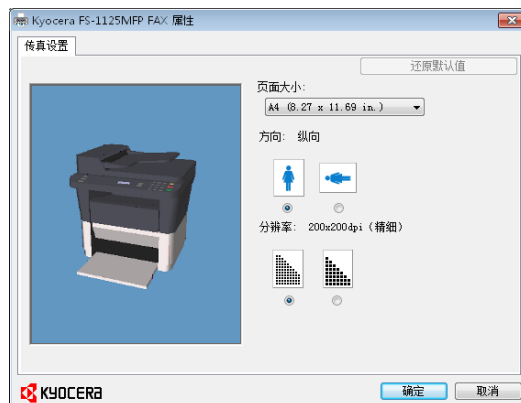 Kyocera FS-1125MFP FAX 属性
传真设置
还原默认值
页面大小:
A4 (8.27 x 11.69 in.)
方向: 纵向
分辨率: 200x200dpi (精细)
KYOCERA
确定
取消